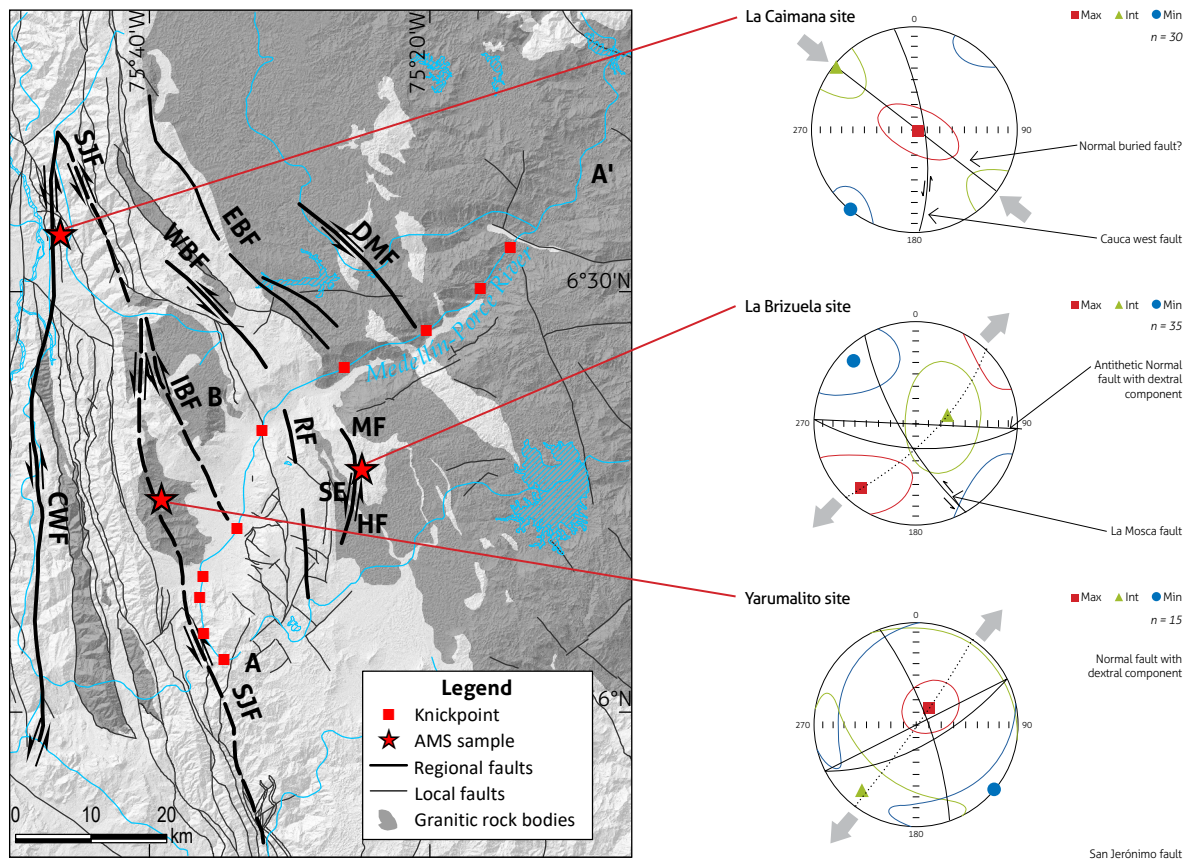 75°40'W
75°20'W
SJF
A'
EBF
WBF
DMF
6°30'N
Medellín-Porce River
IBF
B
RF
MF
SE
HF
CWF
A
SJF
6°N
0 10 20
km
Legend
Knickpoint
AMS sample
Regional faults
Local faults
Granitic rock bodies
La Caimana site
Max Int Min
n = 30
0
270
90
180
Normal buried fault?
Cauca west fault
La Brizuela site
Max Int Min
n = 35
0
270
90
180
Antithetic Normal
fault with dextral
component
La Mosca fault
Yarumalito site
Max Int Min
n = 15
0
270
90
180
Normal fault with
dextral component
San Jerónimo fault